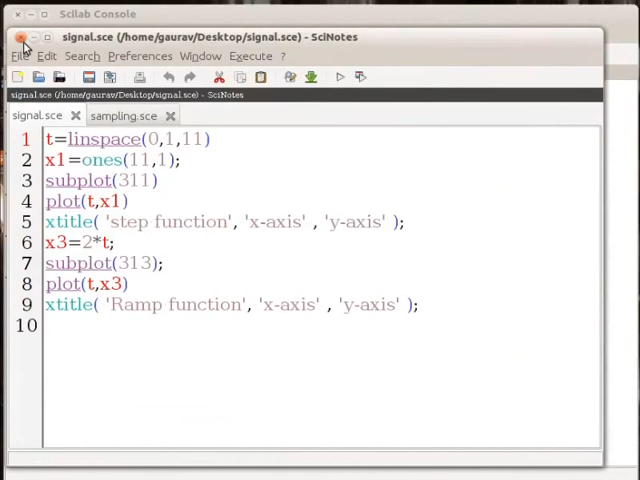 Scilab Console
signal.sce (/home/gaurav/Desktop/signal.sce) - SciNotes
File Edit Search Preferences Window Execute ?
signal.sce (/home/gaurav/Desktop/signal.sce) - SciNotes
signal.sce sampling.sce
1 t=linspace(0,1,11)
2 x1=ones(11,1);
3 subplot(311)
4 plot(t,x1)
5 xtitle( 'step function', 'x-axis' , 'y-axis' );
6 x3=2*t;
7 subplot(313);
8 plot(t,x3)
9 xtitle( 'Ramp function', 'x-axis' , 'y-axis' );
10